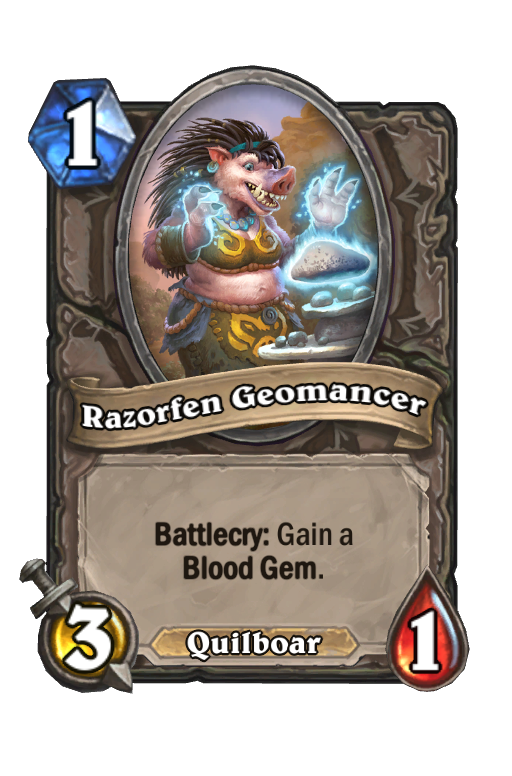 1
Razorfen Geomancer
Battlecry: Gain a
Blood Gem.
3
Quilboar
1